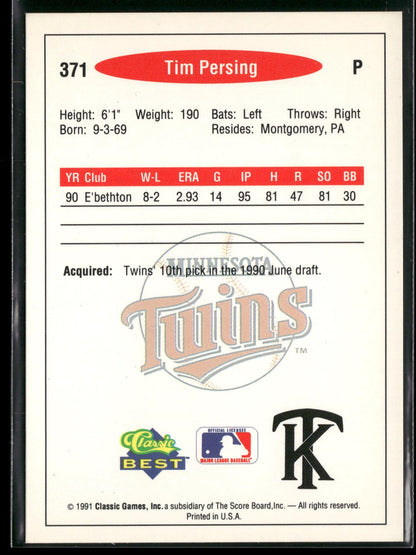 371 Tim Persing P
Height: 6'1" Weight: 190 Bats: Left Throws: Right
Born: 9-3-69 Resides: Montgomery, PA
YR Club W-L ERA G IP H R SO BB
90 E'bethton 8-2 2.93 14 95 81 47 81 30
Acquired: Twins' 10th pick in the 1990 June draft.
MINNESOTA
Twins
TM
Classic
BEST
OFFICIAL LICENSEE
MAJOR LEAGUE BASEBALL
TK
© 1991 Classic Games, Inc. a subsidiary of The Score Board,Inc. — All rights reserved.
Printed in U.S.A.